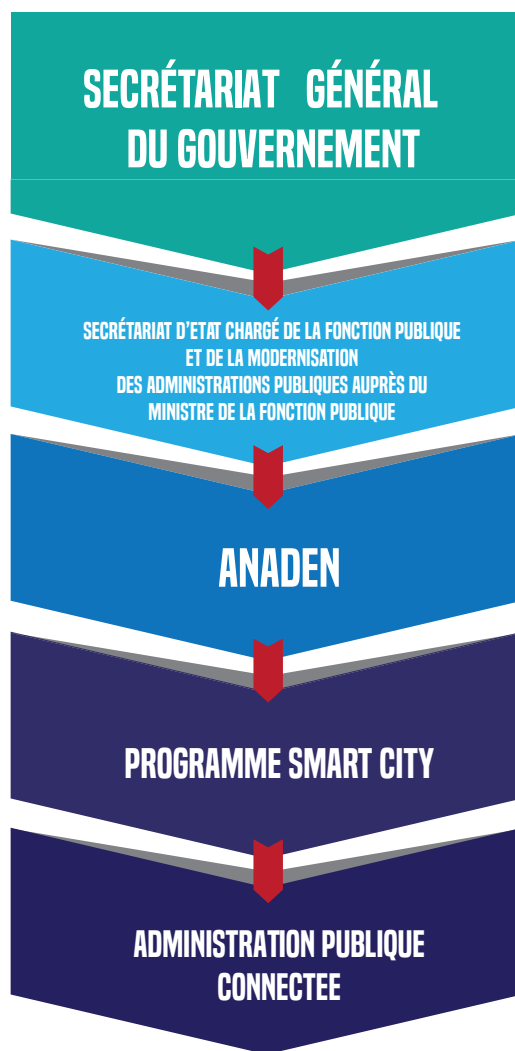 SECRÉTARIAT GÉNÉRAL
DU GOUVERNEMENT
SECRÉTARIAT D'ETAT CHARGÉ DE LA FONCTION PUBLIQUE
ET DE LA MODERNISATION
DES ADMINISTRATIONS PUBLIQUES AUPRÈS DU
MINISTRE DE LA FONCTION PUBLIQUE
ANADEN
PROGRAMME SMART CITY
ADMINISTRATION PUBLIQUE
CONNECTEE